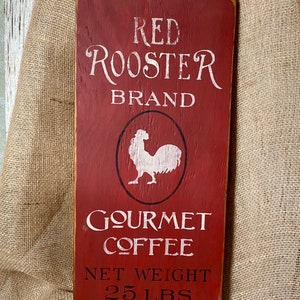 RED
ROOSTER
BRAND
GOURMET
COFFEE
NET WEIGHT
25 LBS